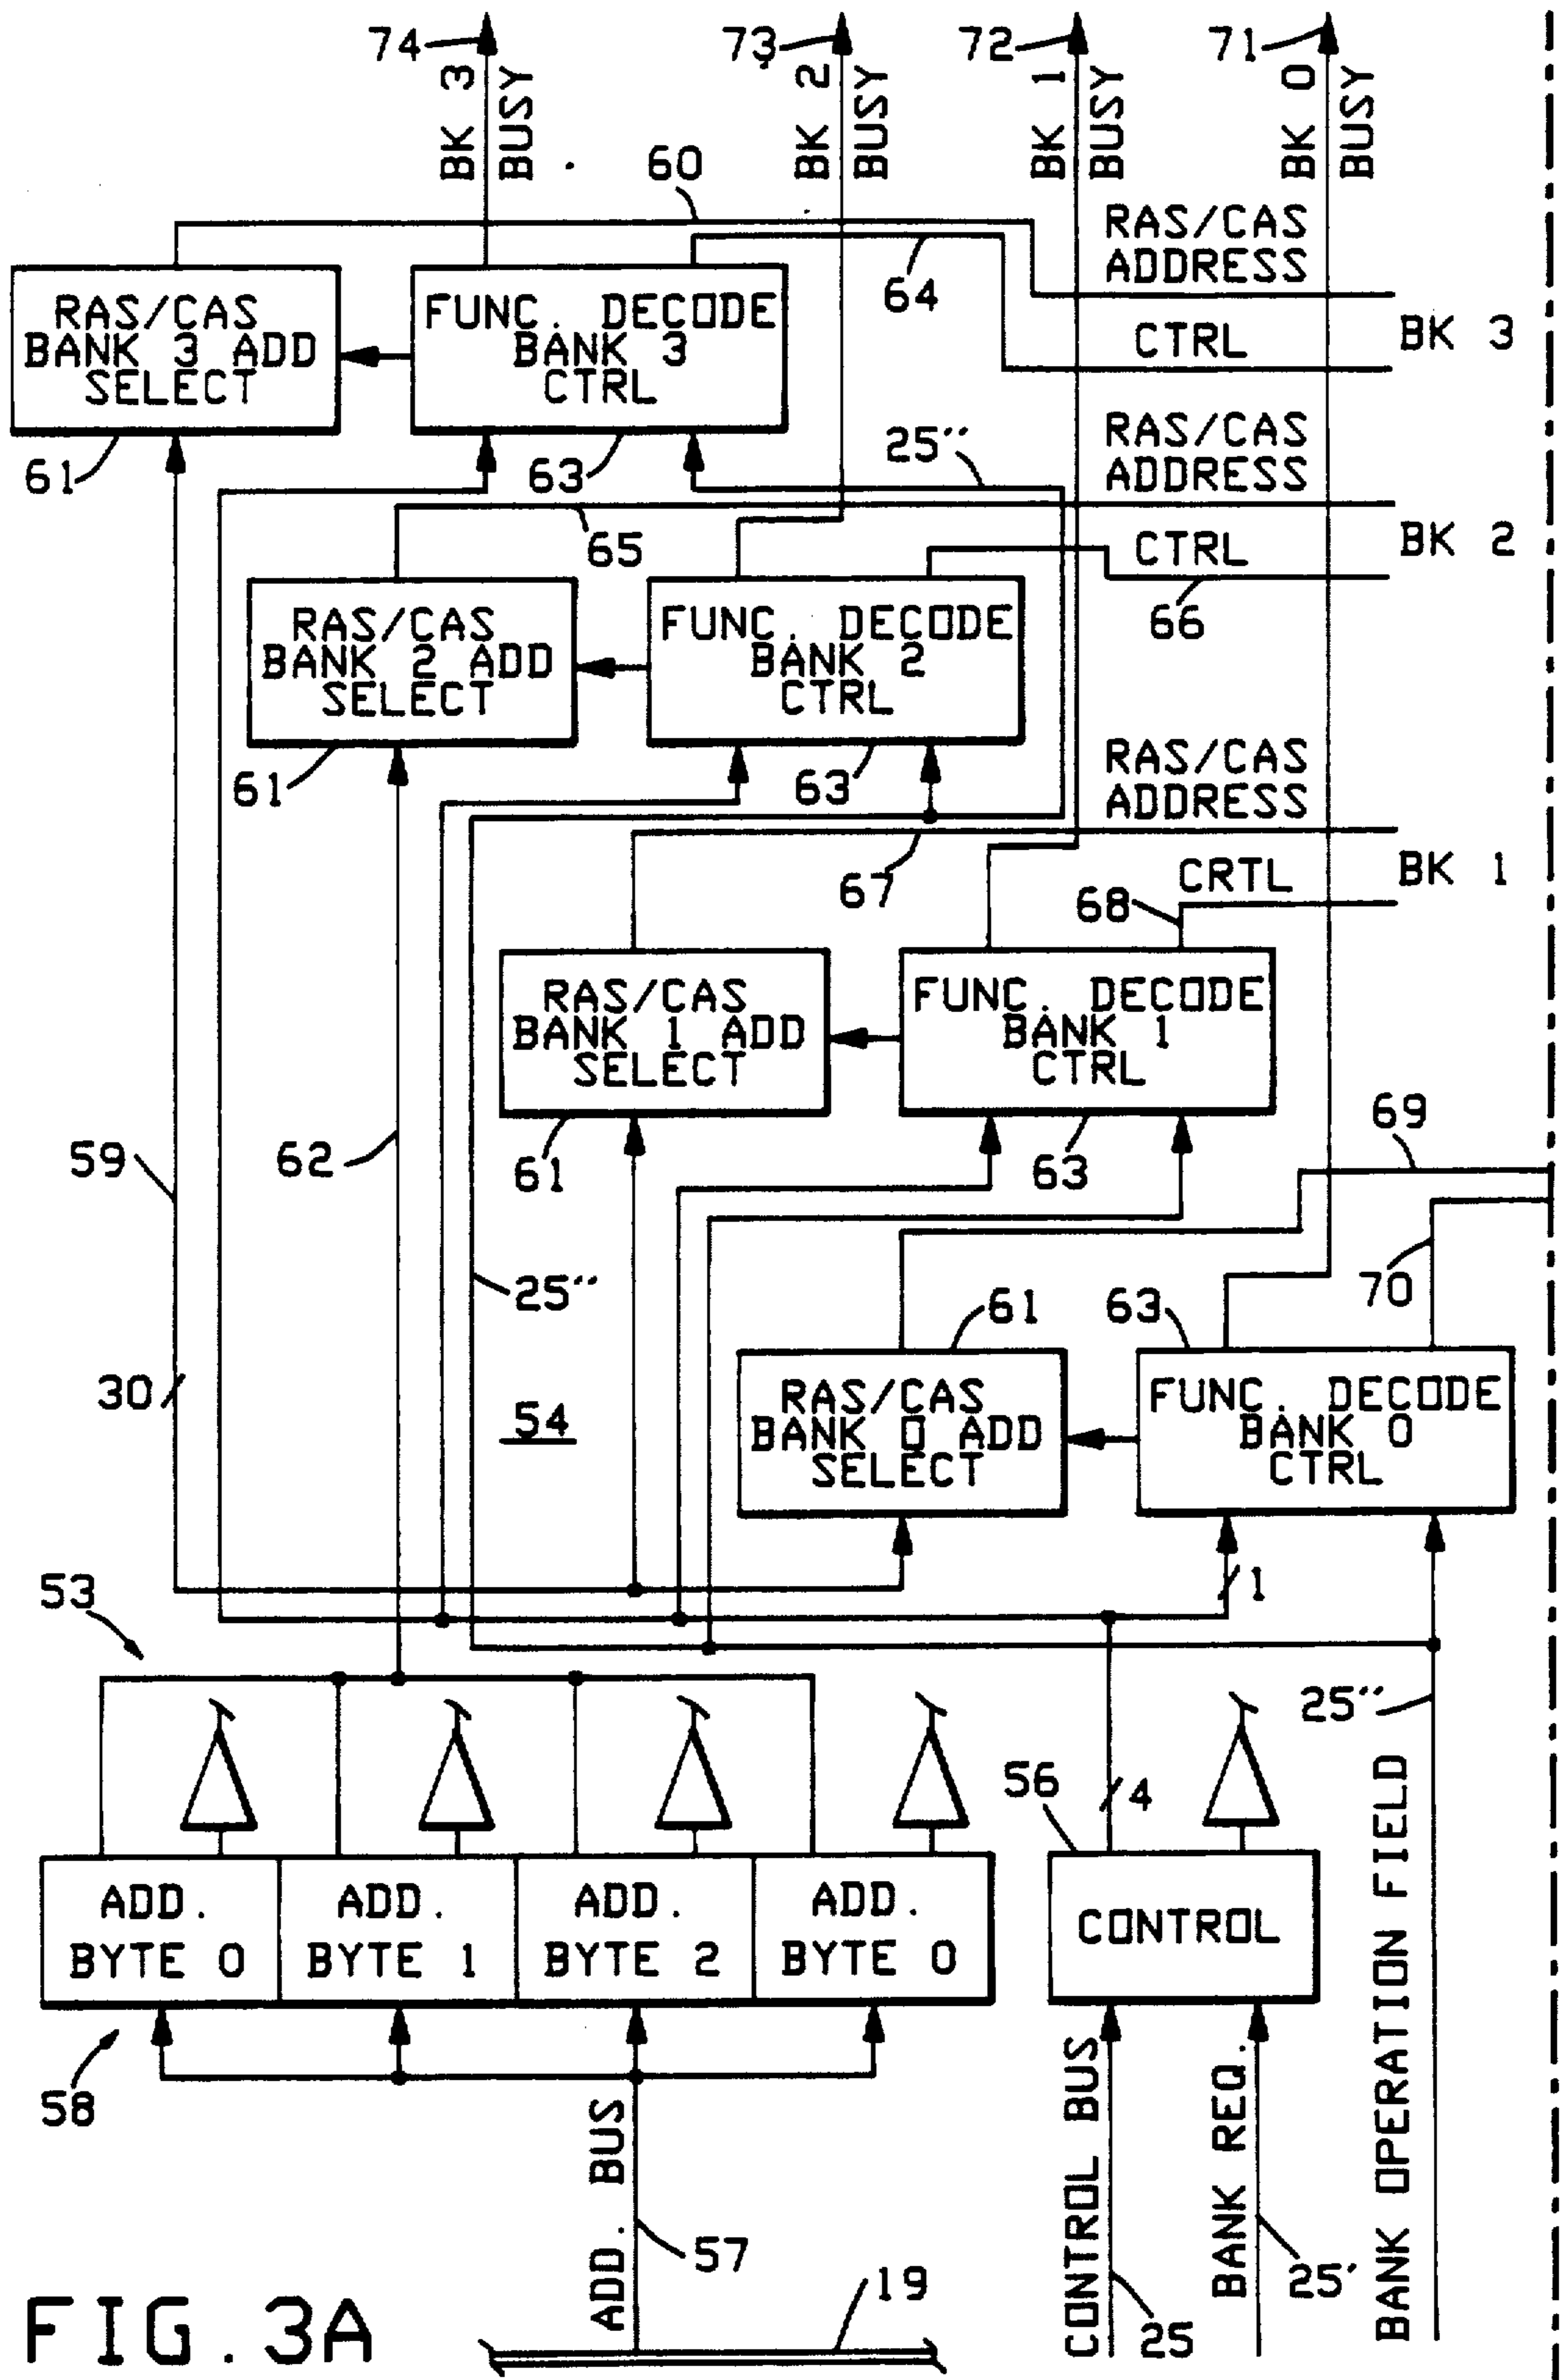 74
73
72
71
BK 3
BUSY
BK 2
BUSY
BK 1
BUSY
BK 0
BUSY
60
RAS/CAS
ADDRESS
64
RAS/CAS
BANK 3 ADD
SELECT
FUNC. DECODE
BANK 3
CTRL
CTRL
BK 3
61
63
25''
RAS/CAS
ADDRESS
65
CTRL
BK 2
66
RAS/CAS
BANK 2 ADD
SELECT
FUNC. DECODE
BANK 2
CTRL
61
63
RAS/CAS
ADDRESS
67
CRTL
BK 1
68
RAS/CAS
BANK 1 ADD
SELECT
FUNC. DECODE
BANK 1
CTRL
59
62
61
63
69
25''
70
61
63
30
54
RAS/CAS
BANK 0 ADD
SELECT
FUNC. DECODE
BANK 0
CTRL
53
1
25''
56
4
ADD.
BYTE 0
ADD.
BYTE 1
ADD.
BYTE 2
ADD.
BYTE 0
CONTROL
58
ADD. BUS
57
CONTROL BUS
25
BANK REQ.
25'
BANK OPERATION FIELD
19
FIG. 3A